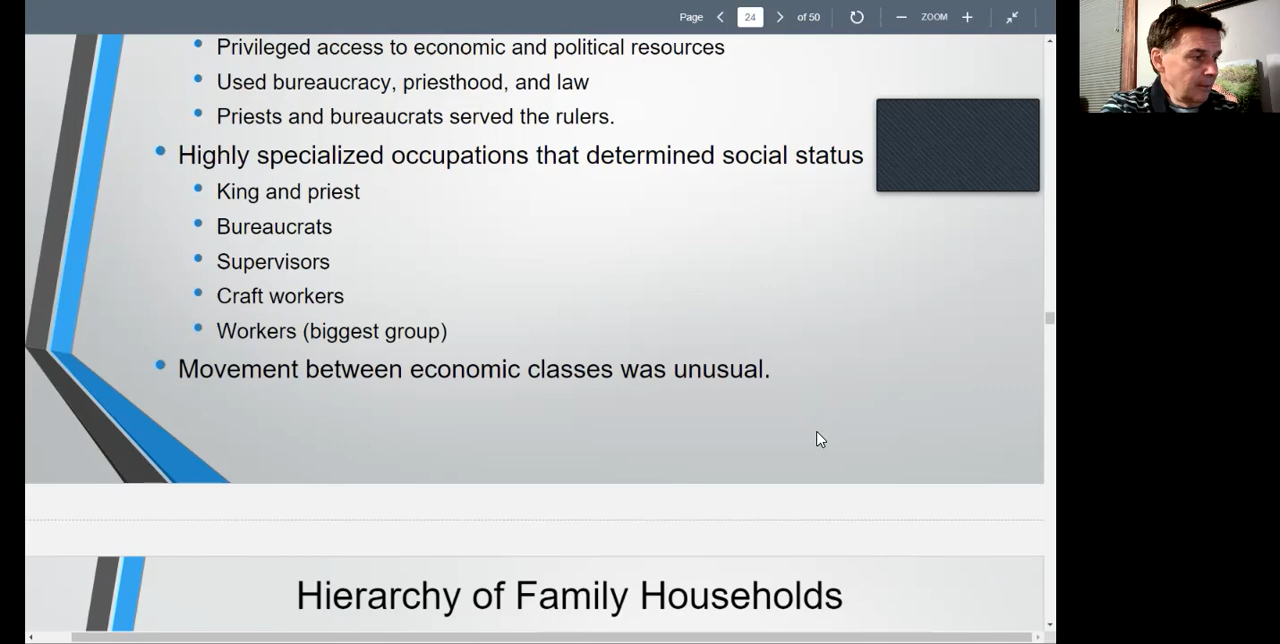 Page 24 of 50 ZOOM
Privileged access to economic and political resources
Used bureaucracy, priesthood, and law
Priests and bureaucrats served the rulers.
Highly specialized occupations that determined social status
King and priest
Bureaucrats
Supervisors
Craft workers
Workers (biggest group)
Movement between economic classes was unusual.
Hierarchy of Family Households